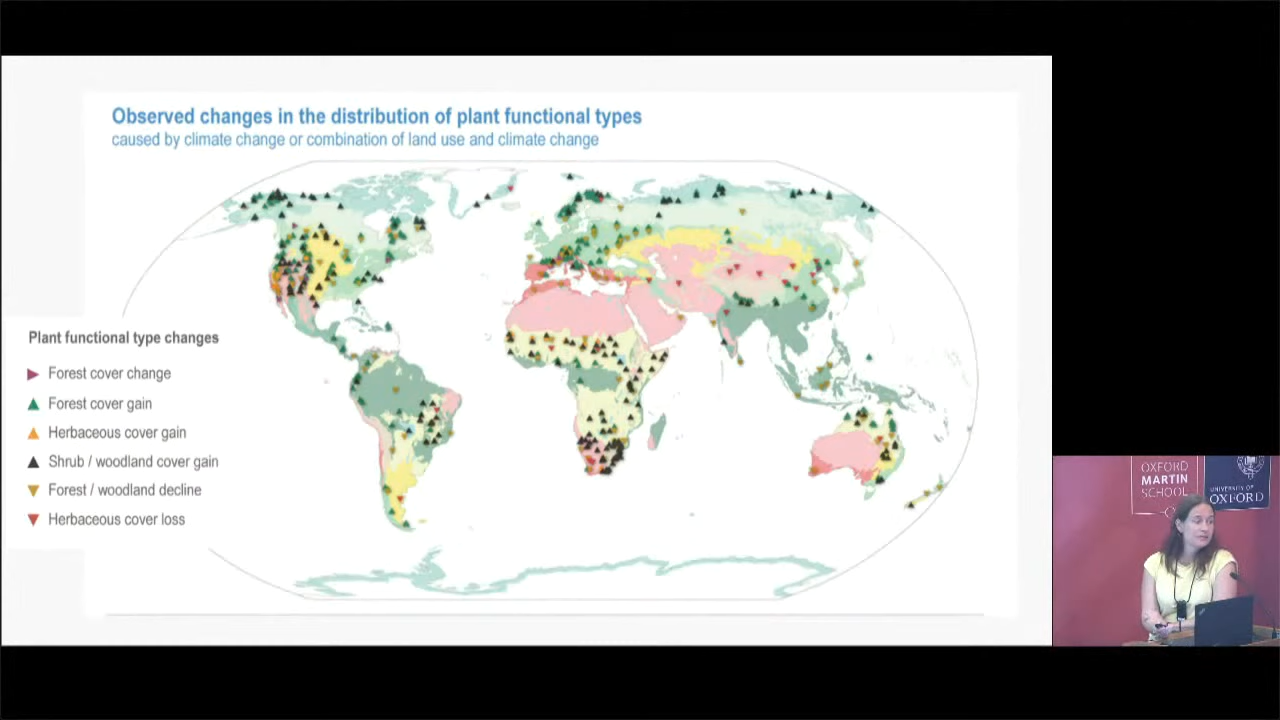 Observed changes in the distribution of plant functional types
caused by climate change or combination of land use and climate change
Plant functional type changes
Forest cover change
Forest cover gain
Herbaceous cover gain
Shrub / woodland cover gain
Forest / woodland decline
Herbaceous cover loss
OXFORD
MARTIN
SCHOOL
UNIVERSITY OF
OXFORD